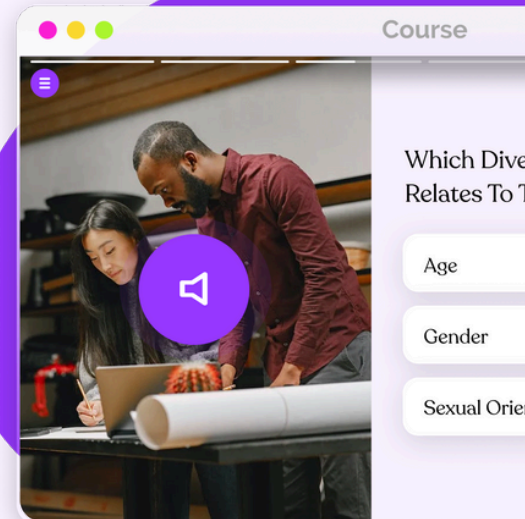 Course
Which Dive
Relates To
Age
Gender
Sexual Orie